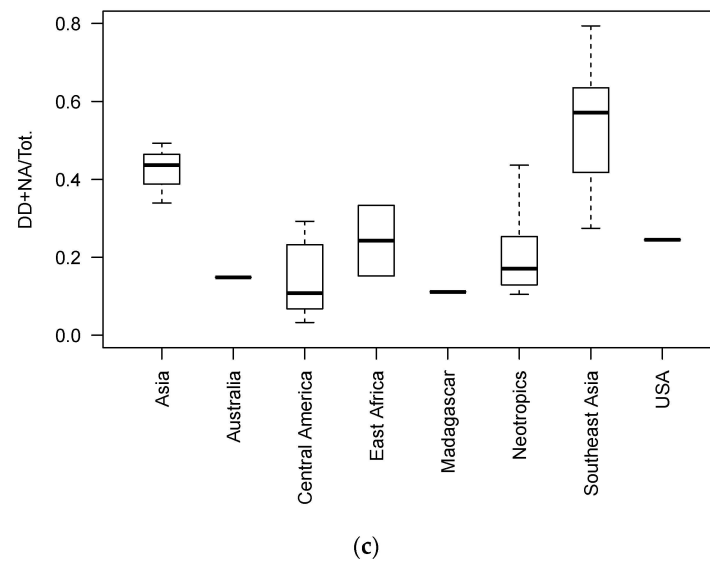 0.8
0.6
0.4
0.2
0.0
DD+NA/Tot.
Asia
Australia
Central America
East Africa
Madagascar
Neotropics
Southeast Asia
USA
(c)